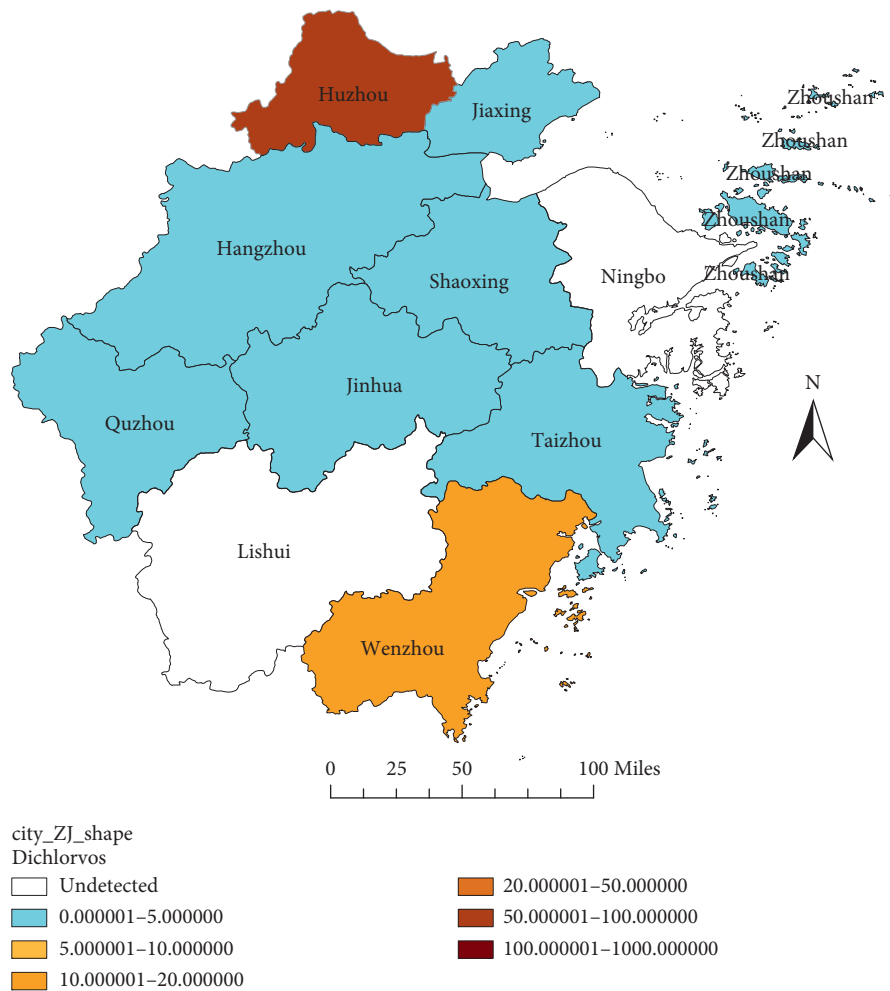 Huzhou
Jiaxing
Zhoushan
Zhoushan
Zhoushan
Zhoushan
Hangzhou
Shaoxing
Ningbo
Zhoushan
Jinhua
N
Quzhou
Taizhou
Lishui
Wenzhou
0 25 50 100 Miles
city_ZJ_shape
Dichlorvos
Undetected
0.000001–5.000000
5.000001–10.000000
10.000001–20.000000
20.000001–50.000000
50.000001–100.000000
100.000001–1000.000000